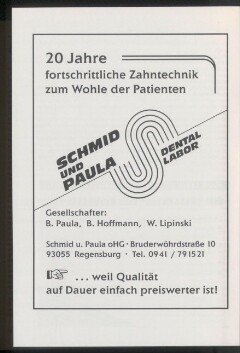 20 Jahre
fortschrittliche Zahntechnik
zum Wohle der Patienten
SCHMID
UND
PAULA
DENTAL
LABOR
Gesellschafter:
B. Paula, B. Hoffmann, W. Lipinski
Schmid u. Paula oHG · Bruderwöhrdstraße 10
93055 Regensburg · Tel. 0941 / 791521
... weil Qualität
auf Dauer einfach preiswerter ist!